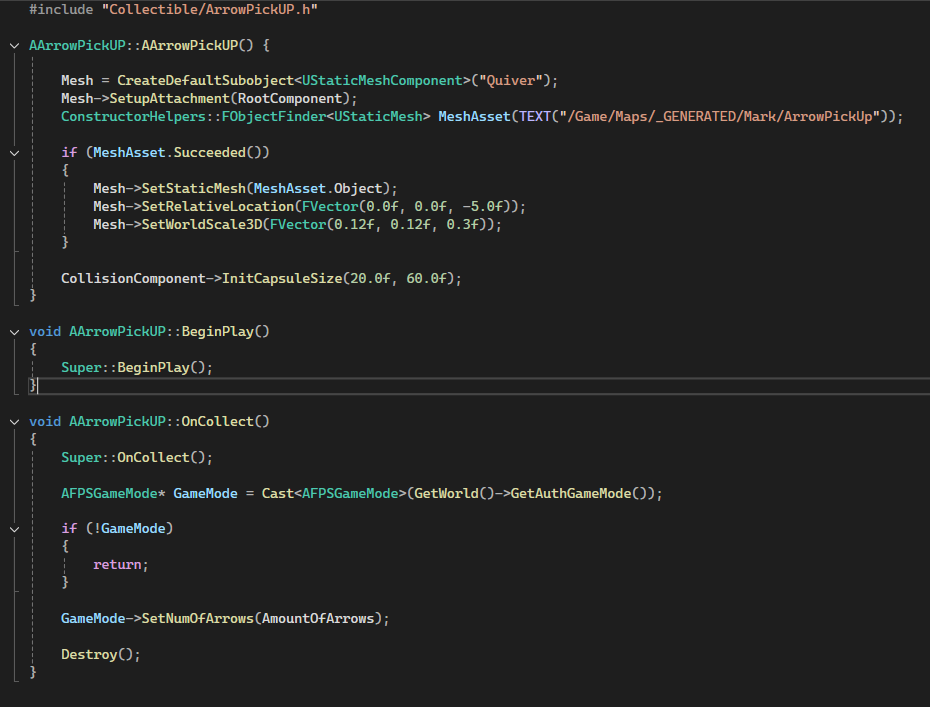 #include "Collectible/ArrowPickUP.h"
AArrowPickUP::AArrowPickUP() {
Mesh = CreateDefaultSubobject<UStaticMeshComponent>("Quiver");
Mesh->SetupAttachment(RootComponent);
ConstructorHelpers::FObjectFinder<UStaticMesh> MeshAsset(TEXT("/Game/Maps/_GENERATED/Mark/ArrowPickUp"));
if (MeshAsset.Succeeded())
{
Mesh->SetStaticMesh(MeshAsset.Object);
Mesh->SetRelativeLocation(FVector(0.0f, 0.0f, -5.0f));
Mesh->SetWorldScale3D(FVector(0.12f, 0.12f, 0.3f));
}
CollisionComponent->InitCapsuleSize(20.0f, 60.0f);
}
void AArrowPickUP::BeginPlay()
{
Super::BeginPlay();
}
void AArrowPickUP::OnCollect()
{
Super::OnCollect();
AFPSGameMode* GameMode = Cast<AFPSGameMode>(GetWorld()->GetAuthGameMode());
if (!GameMode)
{
return;
}
GameMode->SetNumOfArrows(AmountOfArrows);
Destroy();
}